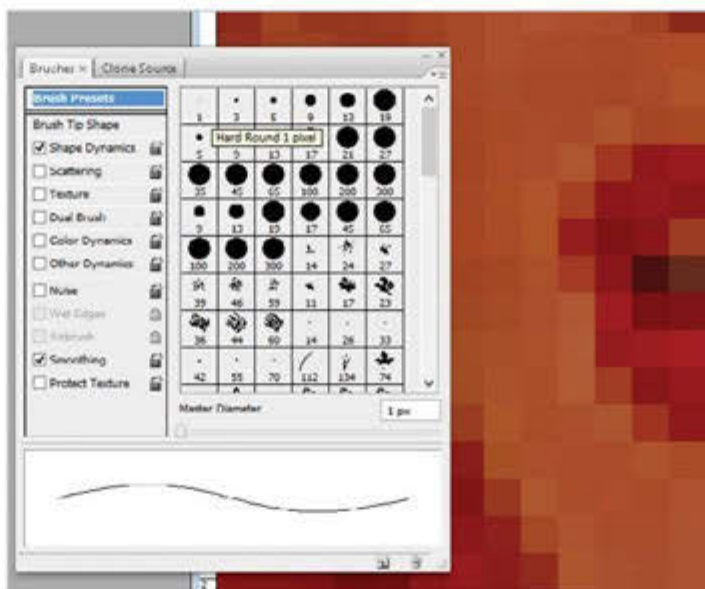 Brushes × Clone Source
Brush Presets
Brush Tip Shape
Shape Dynamics
Scattering
Texture
Dual Brush
Color Dynamics
Other Dynamics
Noise
Wet Edges
Airbrush
Smoothing
Protect Texture
1 3 5 9 13 19
Hard Round 1 pixel
5 9 13 17 21 27
35 45 65 100 200 300
9 13 19 17 45 65
100 200 300 14 24 27
39 46 59 11 17 23
36 44 60 14 26 33
42 55 70 112 134 74
Master Diameter
1 px